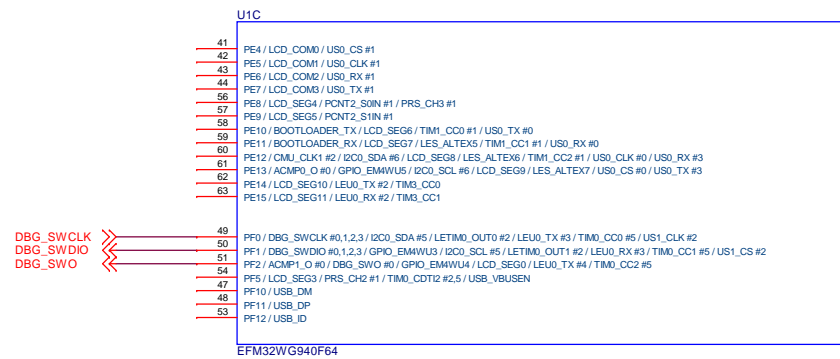 U1C
41 PE4 / LCD_COM0 / US0_CS #1
42 PE5 / LCD_COM1 / US0_CLK #1
43 PE6 / LCD_COM2 / US0_RX #1
44 PE7 / LCD_COM3 / US0_TX #1
56 PE8 / LCD_SEG4 / PCNT2_S0IN #1 / PRS_CH3 #1
57 PE9 / LCD_SEG5 / PCNT2_S1IN #1
58 PE10 / BOOTLOADER_TX / LCD_SEG6 / TIM1_CC0 #1 / US0_TX #0
59 PE11 / BOOTLOADER_RX / LCD_SEG7 / LES_ALTEX5 / TIM1_CC1 #1 / US0_RX #0
60 PE12 / CMU_CLK1 #2 / I2C0_SDA #6 / LCD_SEG8 / LES_ALTEX6 / TIM1_CC2 #1 / US0_CLK #0 / US0_RX #3
61 PE13 / ACMP0_O #0 / GPIO_EM4WU5 / I2C0_SCL #6 / LCD_SEG9 / LES_ALTEX7 / US0_CS #0 / US0_TX #3
62 PE14 / LCD_SEG10 / LEU0_TX #2 / TIM3_CC0
63 PE15 / LCD_SEG11 / LEU0_RX #2 / TIM3_CC1
DBG_SWCLK 49 PF0 / DBG_SWCLK #0,1,2,3 / I2C0_SDA #5 / LETIM0_OUT0 #2 / LEU0_TX #3 / TIM0_CC0 #5 / US1_CLK #2
DBG_SWDIO 50 PF1 / DBG_SWDIO #0,1,2,3 / GPIO_EM4WU3 / I2C0_SCL #5 / LETIM0_OUT1 #2 / LEU0_RX #3 / TIM0_CC1 #5 / US1_CS #2
DBG_SWO 51 PF2 / ACMP1_O #0 / DBG_SWO #0 / GPIO_EM4WU4 / LCD_SEG0 / LEU0_TX #4 / TIM0_CC2 #5
54 PF5 / LCD_SEG3 / PRS_CH2 #1 / TIM0_CDTI2 #2,5 / USB_VBUSEN
47 PF10 / USB_DM
48 PF11 / USB_DP
53 PF12 / USB_ID
EFM32WG940F64